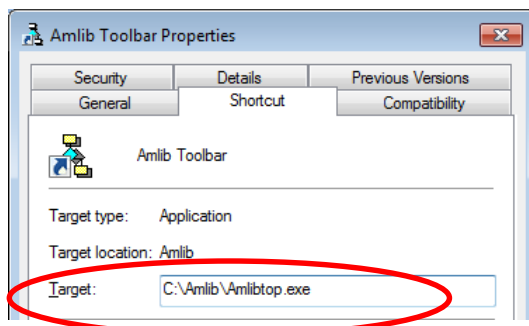 Amlib Toolbar Properties
Security Details Previous Versions
General Shortcut Compatibility
Amlib Toolbar
Target type: Application
Target location: Amlib
Target: C:\Amlib\Amlibtop.exe